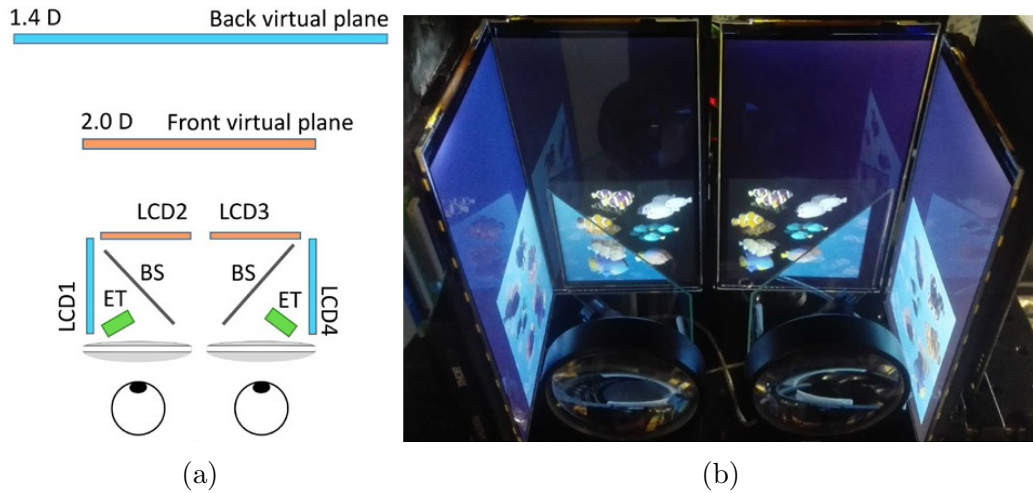 1.4 D Back virtual plane
2.0 D Front virtual plane
LCD2 LCD3
LCD1 BS BS LCD4
ET ET
(a) (b)